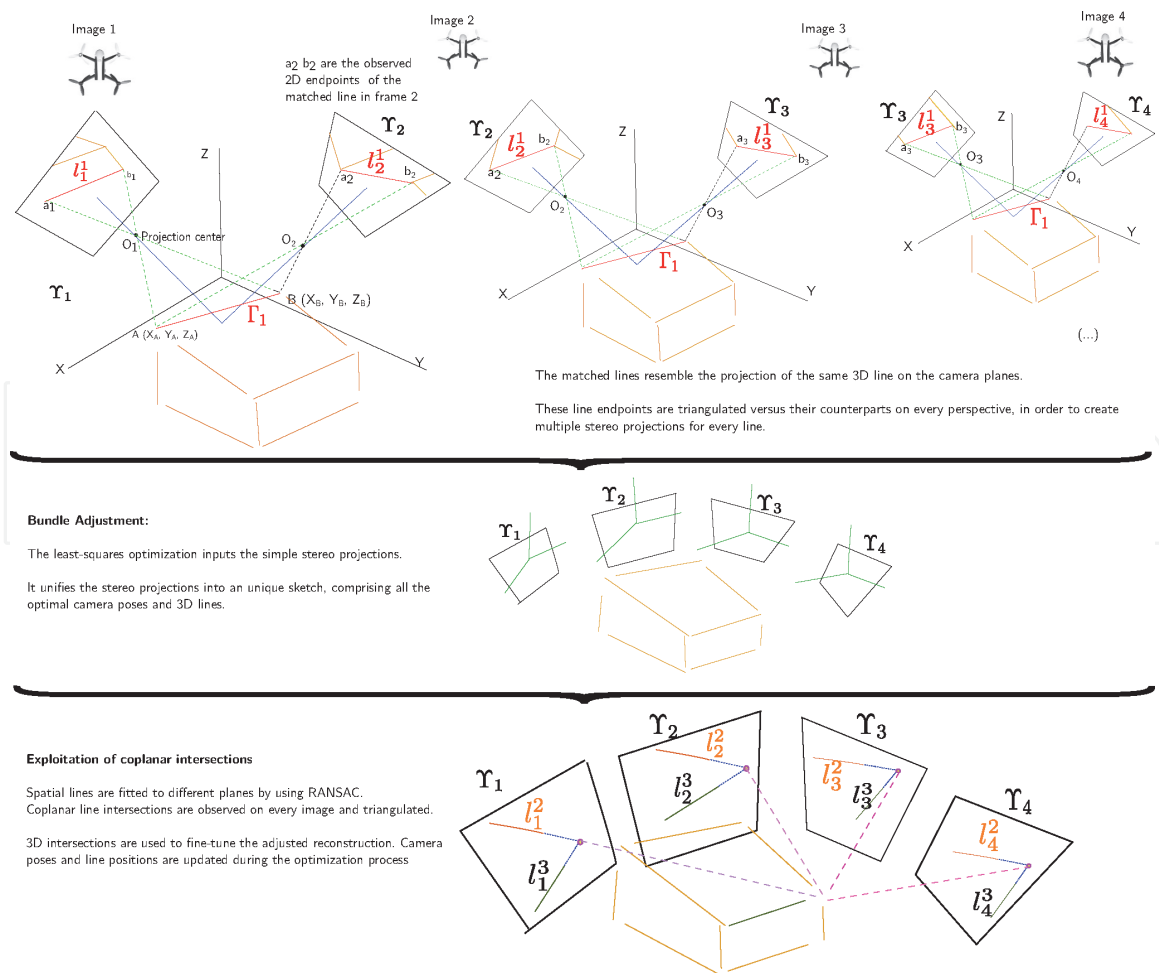 Image 1
Image 2
Image 3
Image 4
a2 b2 are the observed
2D endpoints of the
matched line in frame 2
l₁¹
a1
b₁
O₁
Projection center
ϒ₁
Z
X
Y
A (X_A, Y_A, Z_A)
B (X_B, Y_B, Z_B)
Γ₁
ϒ₂
l₂¹
a2
b₂
O₂
ϒ₂
l₂¹
a2
b₂
O₂
Z
X
Y
Γ₁
ϒ₃
l₃¹
a₃
b₃
O₃
ϒ₃
l₃¹
a₃
b₃
O₃
Z
X
Y
Γ₁
ϒ₄
l₄¹
O₄
(...)
The matched lines resemble the projection of the same 3D line on the camera planes.
These line endpoints are triangulated versus their counterparts on every perspective, in order to create
multiple stereo projections for every line.
Bundle Adjustment:
The least-squares optimization inputs the simple stereo projections.
It unifies the stereo projections into an unique sketch, comprising all the
optimal camera poses and 3D lines.
ϒ₁
ϒ₂
ϒ₃
ϒ₄
Exploitation of coplanar intersections
Spatial lines are fitted to different planes by using RANSAC.
Coplanar line intersections are observed on every image and triangulated.
3D intersections are used to fine-tune the adjusted reconstruction. Camera
poses and line positions are updated during the optimization process
ϒ₁
l₁²
l₁³
ϒ₂
l₂²
l₂³
ϒ₃
l₃²
l₃³
ϒ₄
l₄²
l₄³